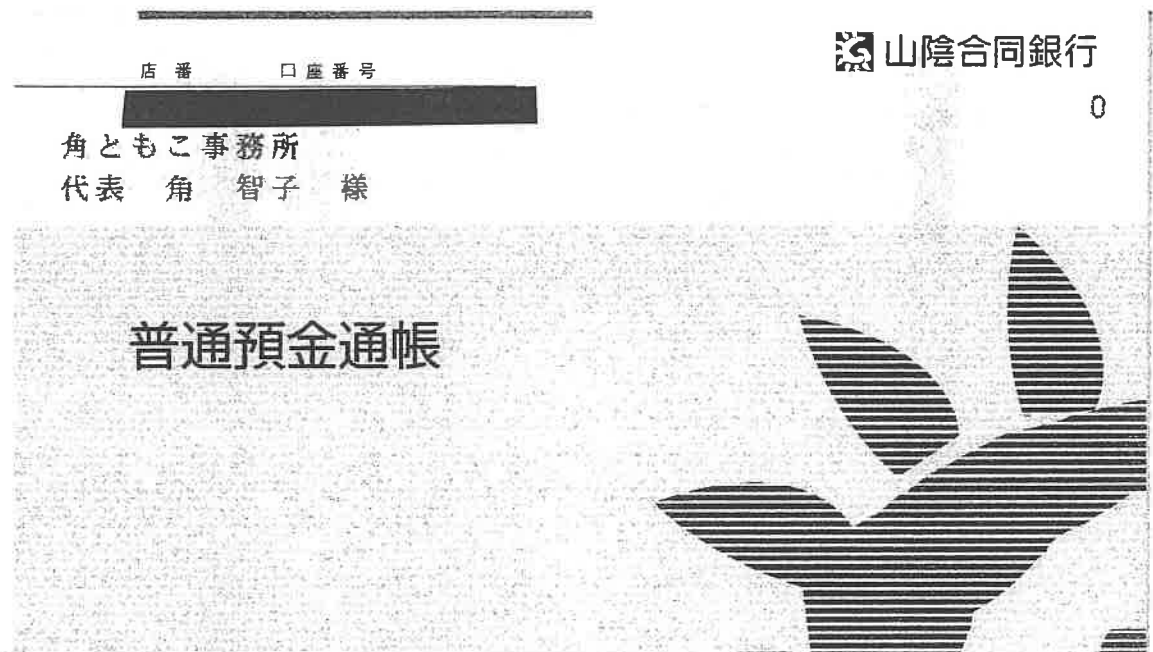 山陰合同銀行
店番 口座番号
0
角ともこ事務所
代表 角 智子 様
普通預金通帳